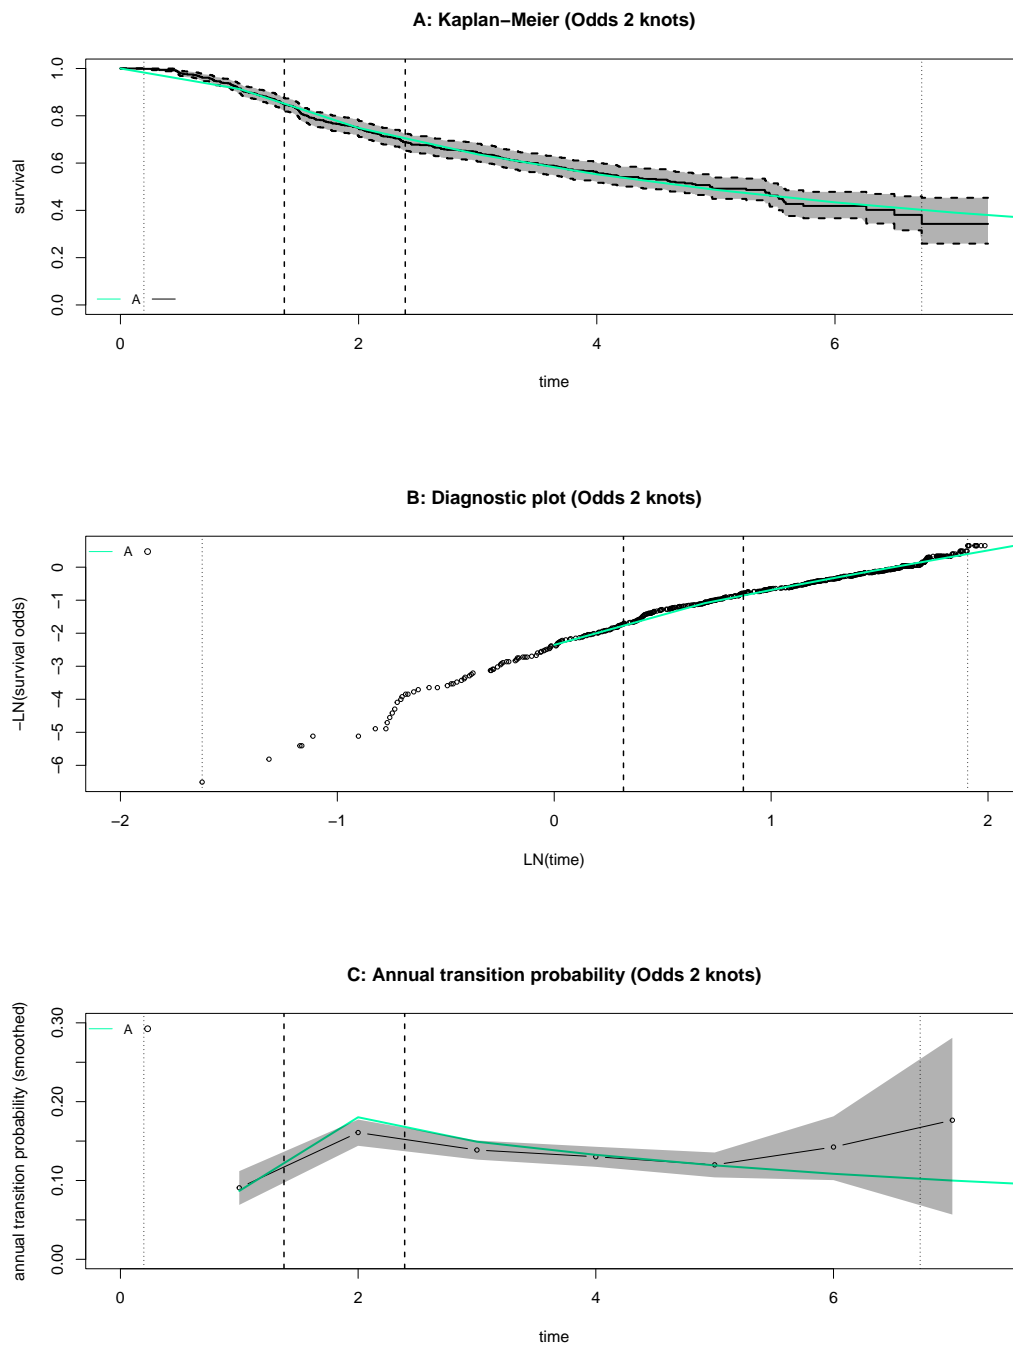 A: Kaplan−Meier (Odds 2 knots)
survival
1.0
0.8
0.6
0.4
0.2
0.0
A
0 2 4 6
time
B: Diagnostic plot (Odds 2 knots)
−LN(survival odds)
A
0
−1
−2
−3
−4
−5
−6
−2 −1 0 1 2
LN(time)
C: Annual transition probability (Odds 2 knots)
annual transition probability (smoothed)
A
0.30
0.20
0.10
0.00
0 2 4 6
time